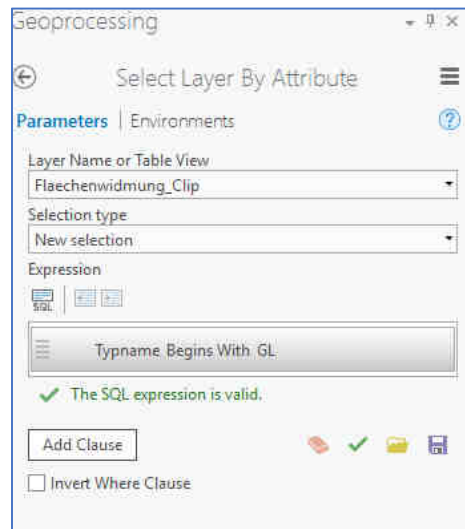 Geoprocessing
Select Layer By Attribute
Parameters | Environments
Layer Name or Table View
Flaechenwidmung_Clip
Selection type
New selection
Expression
SQL
Typname Begins With GL
The SQL expression is valid.
Add Clause
Invert Where Clause